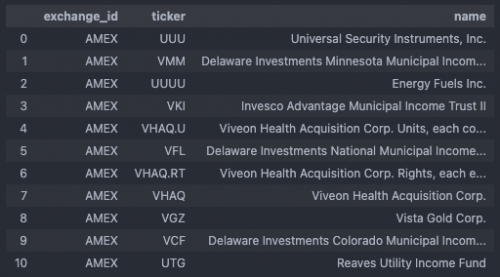 exchange_id ticker name
0 AMEX UUU Universal Security Instruments, Inc.
1 AMEX VMM Delaware Investments Minnesota Municipal Incom...
2 AMEX UUUU Energy Fuels Inc.
3 AMEX VKI Invesco Advantage Municipal Income Trust II
4 AMEX VHAQ.U Viveon Health Acquisition Corp. Units, each co...
5 AMEX VFL Delaware Investments National Municipal Income...
6 AMEX VHAQ.RT Viveon Health Acquisition Corp. Rights, each e...
7 AMEX VHAQ Viveon Health Acquisition Corp.
8 AMEX VGZ Vista Gold Corp.
9 AMEX VCF Delaware Investments Colorado Municipal Incom...
10 AMEX UTG Reaves Utility Income Fund